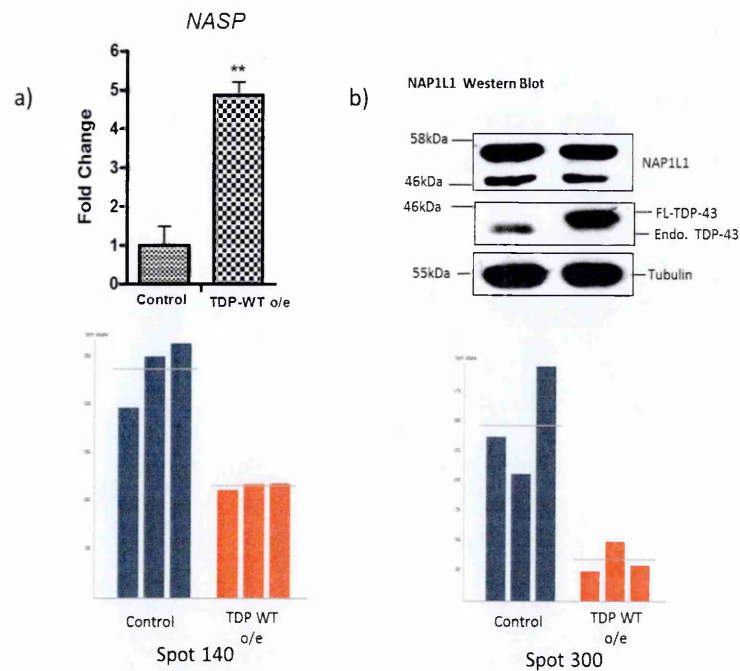 NASP
a)
Fold Change
6
5
4
3
2
1
0
**
Control
TDP-WT o/e
b)
NAP1L1 Western Blot
58kDa
46kDa
NAP1L1
46kDa
FL-TDP-43
Endo. TDP-43
55kDa
Tubulin
Control
TDP WT
o/e
Spot 140
Control
TDP WT
o/e
Spot 300